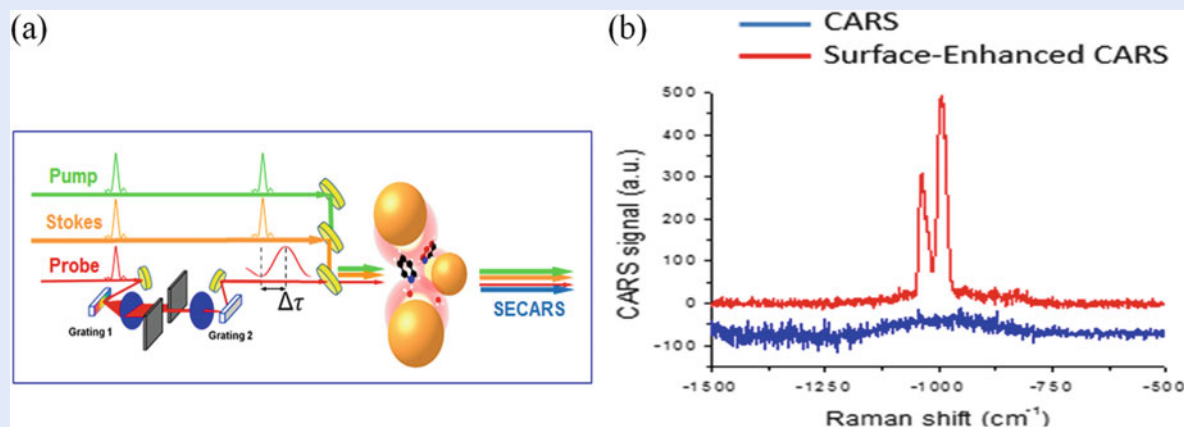 (a)
Pump
Stokes
Probe
Grating 1
Grating 2
Δτ
SECARS
(b)
CARS
Surface-Enhanced CARS
CARS signal (a.u.)
500
400
300
200
100
0
-100
-1500
-1250
-1000
-750
-500
Raman shift (cm⁻¹)